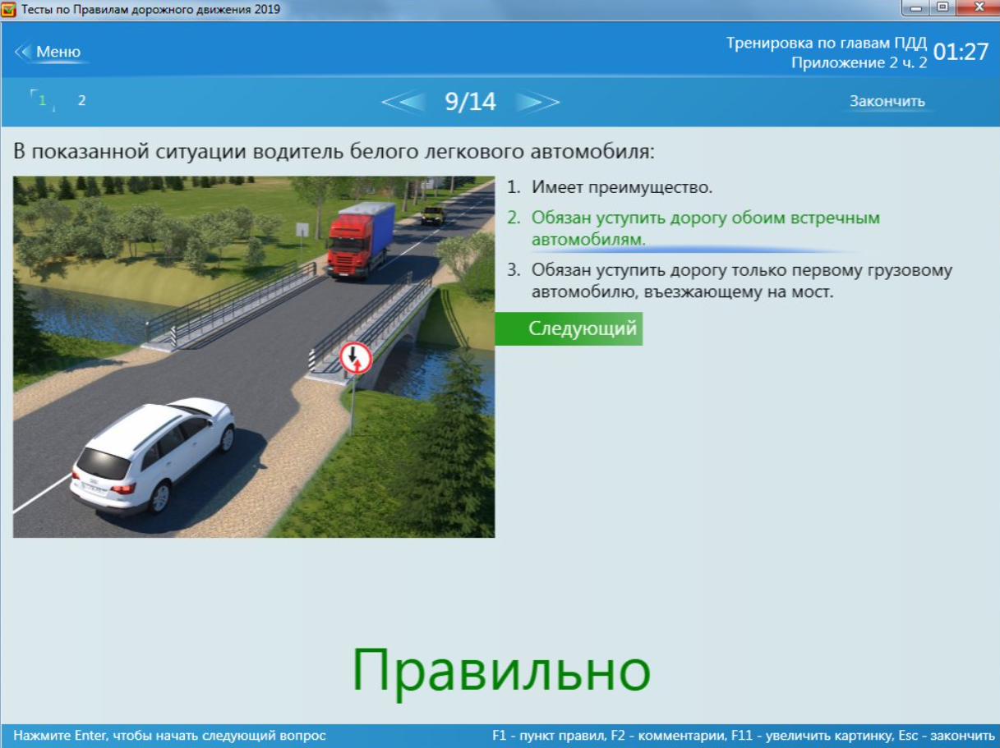 Тесты по Правилам дорожного движения 2019
Меню
Тренировка по главам ПДД
Приложение 2 ч. 2
01:27
1 2
9/14
Закончить
В показанной ситуации водитель белого легкового автомобиля:
1. Имеет преимущество.
2. Обязан уступить дорогу обоим встречным
автомобилям.
3. Обязан уступить дорогу только первому грузовому
автомобилю, въезжающему на мост.
Следующий
Правильно
Нажмите Enter, чтобы начать следующий вопрос
F1 - пункт правил, F2 - комментарии, F11 - увеличить картинку, Esc - закончить